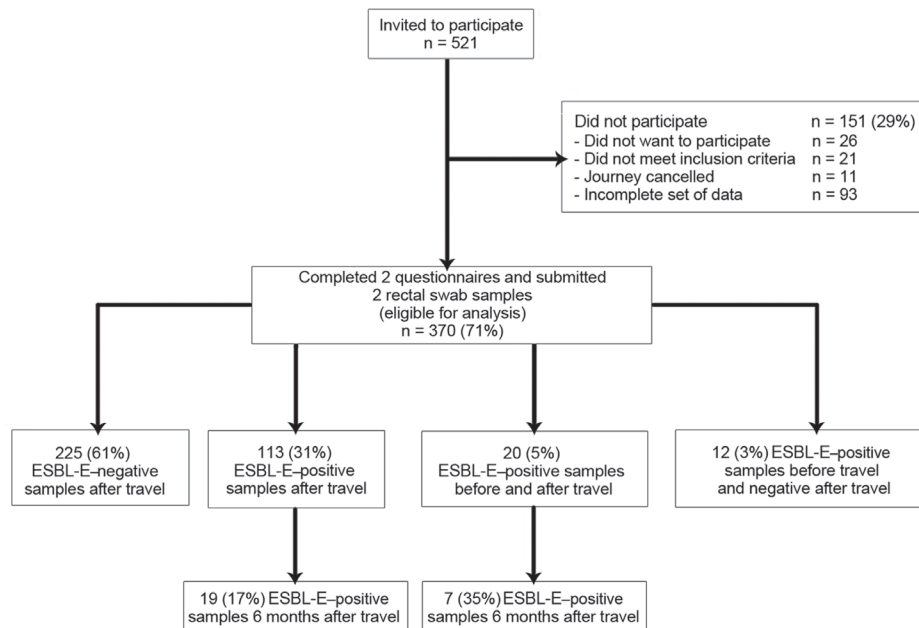 Invited to participate
n = 521
Did not participate n = 151 (29%)
- Did not want to participate n = 26
- Did not meet inclusion criteria n = 21
- Journey cancelled n = 11
- Incomplete set of data n = 93
Completed 2 questionnaires and submitted
2 rectal swab samples
(eligible for analysis)
n = 370 (71%)
225 (61%)
ESBL-E–negative
samples after travel
113 (31%)
ESBL-E–positive
samples after travel
20 (5%)
ESBL-E–positive samples
before and after travel
12 (3%) ESBL-E–positive
samples before travel
and negative after travel
19 (17%) ESBL-E–positive
samples 6 months after travel
7 (35%) ESBL-E–positive
samples 6 months after travel